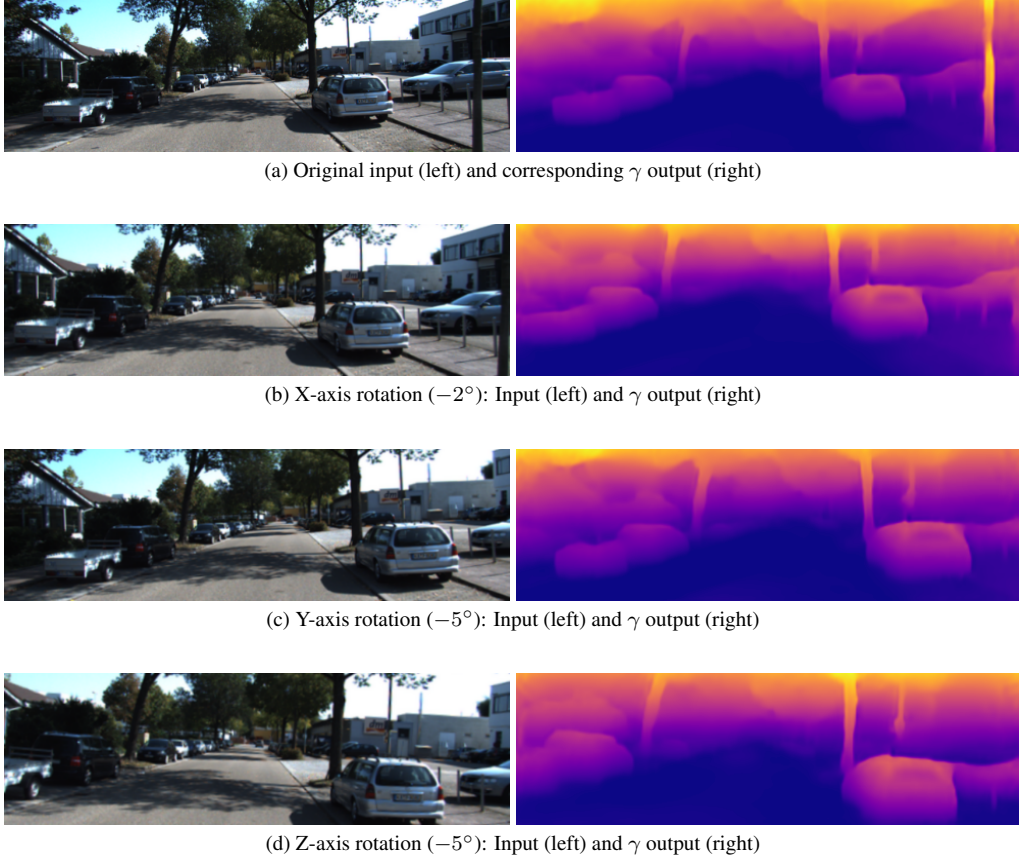 (a) Original input (left) and corresponding γ output (right)
(b) X-axis rotation (−2°): Input (left) and γ output (right)
(c) Y-axis rotation (−5°): Input (left) and γ output (right)
(d) Z-axis rotation (−5°): Input (left) and γ output (right)